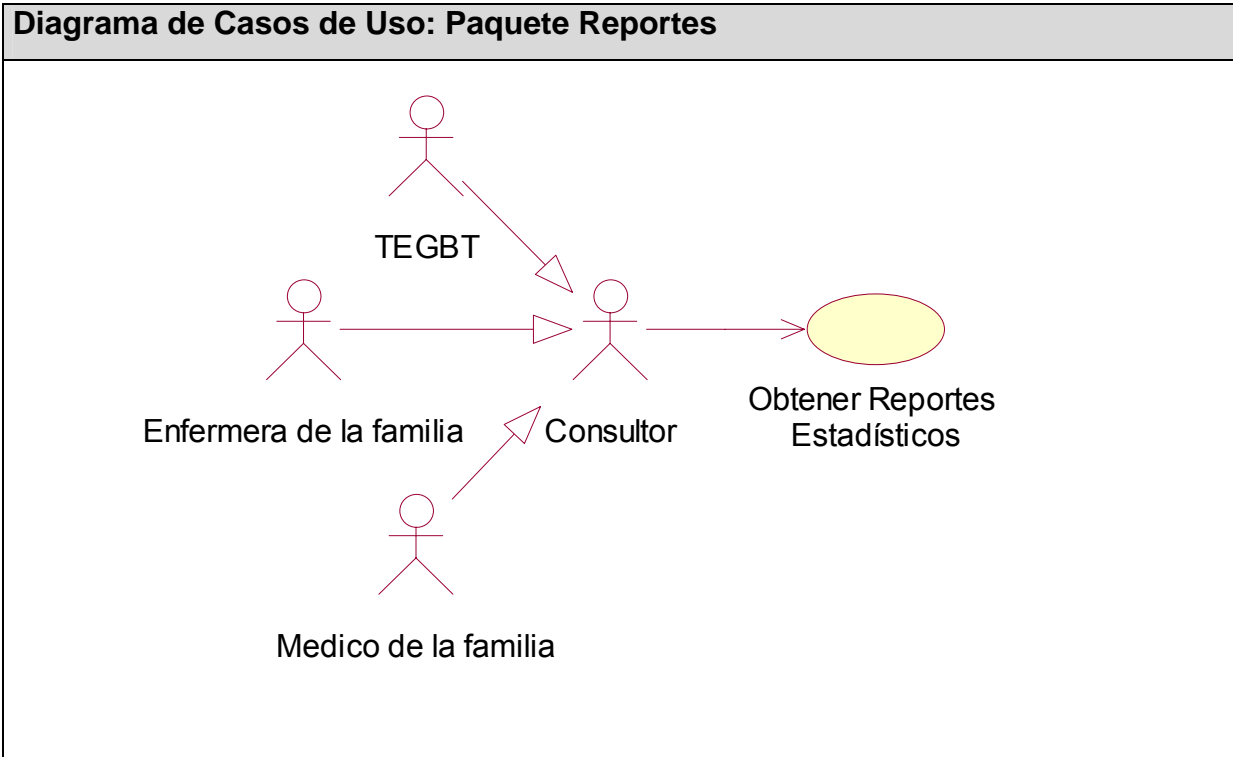 Diagrama de Casos de Uso: Paquete Reportes
TEGBT
Enfermera de la familia
Consultor
Obtener Reportes
Estadísticos
Medico de la familia